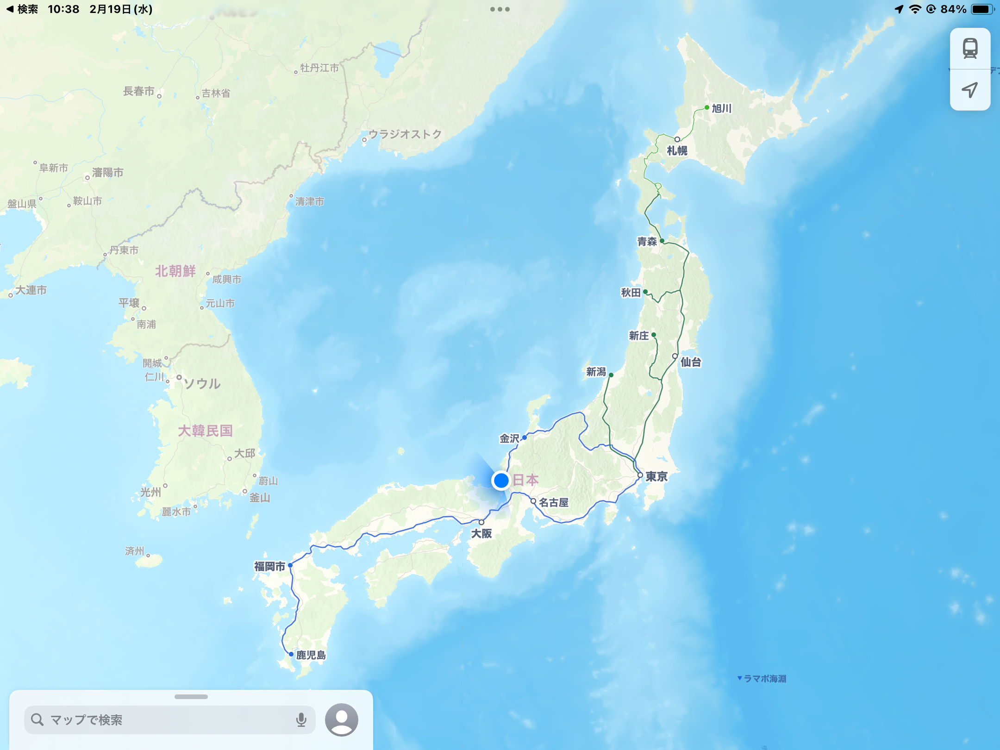 検索 10:38 2月19日(水) 84%
牡丹江市
長春市
吉林省
旭川
ウラジオストク
札幌
阜新市
瀋陽市
盤山県
鞍山市
清津市
青森
丹東市
北朝鮮
咸興市
大連市
秋田
平壌
元山市
南浦
新庄
開城
仙台
仁川
新潟
ソウル
大韓民国
金沢
大邱
東京
蔚山
日本
光州
釜山
名古屋
麗水市
大阪
済州
福岡市
鹿児島
ラマポ海淵
マップで検索